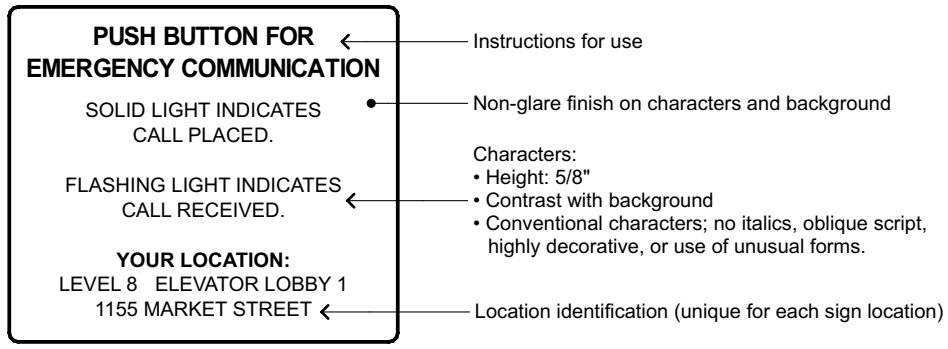 PUSH BUTTON FOR
EMERGENCY COMMUNICATION
SOLID LIGHT INDICATES
CALL PLACED.
FLASHING LIGHT INDICATES
CALL RECEIVED.
YOUR LOCATION:
LEVEL 8 ELEVATOR LOBBY 1
1155 MARKET STREET
Instructions for use
Non-glare finish on characters and background
Characters:
• Height: 5/8"
• Contrast with background
• Conventional characters; no italics, oblique script,
highly decorative, or use of unusual forms.
Location identification (unique for each sign location)